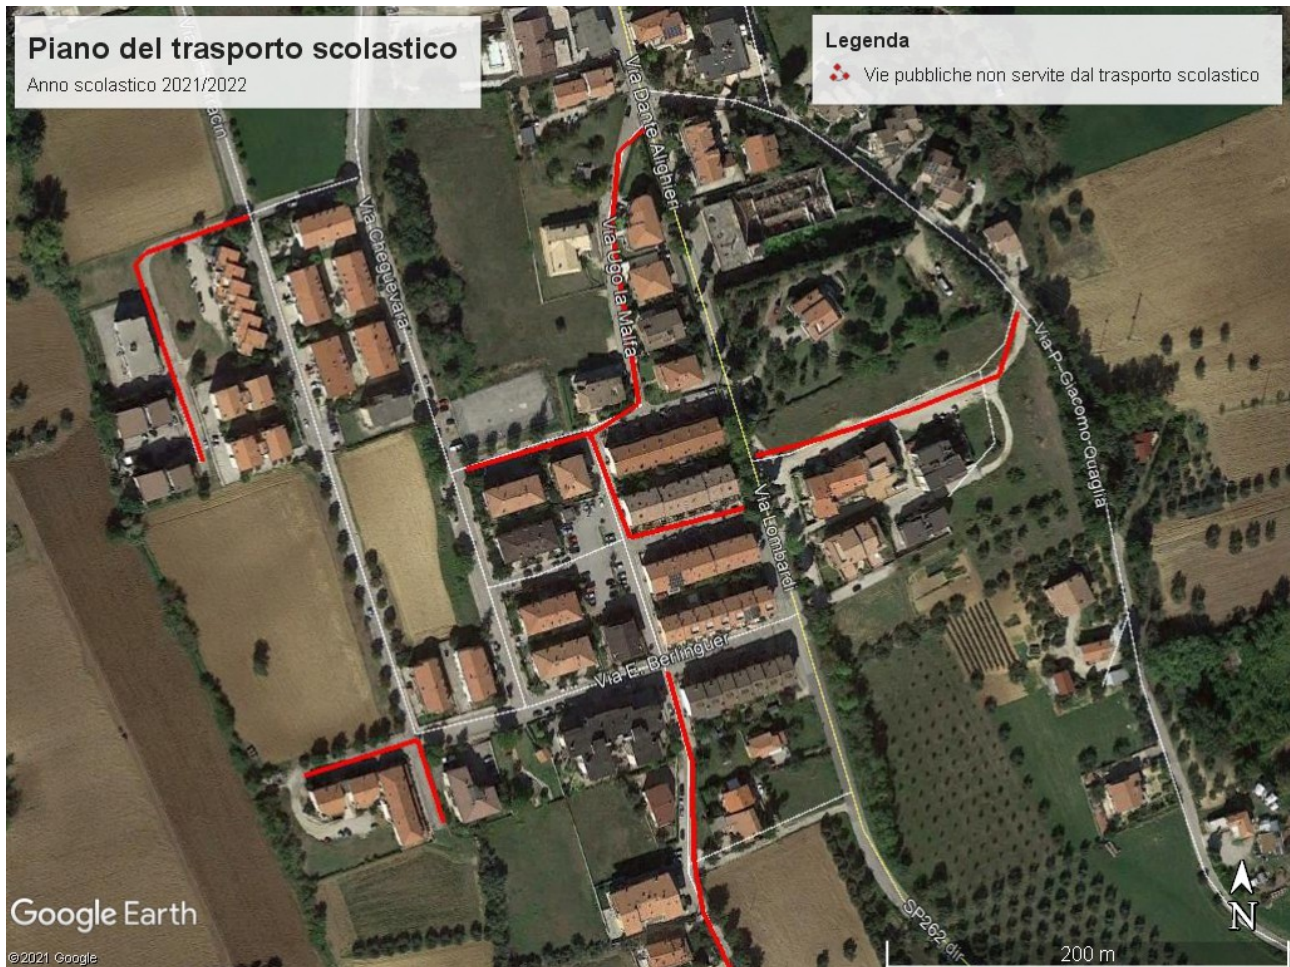 Piano del trasporto scolastico
Anno scolastico 2021/2022
Legenda
Vie pubbliche non servite dal trasporto scolastico
Via Dante Alighieri
Via Cheguevara
Via Ugo la Malfa
Via P. Giacomo Quaglia
Via Lombardi
Via E. Berlinguer
SP262 dir
Google Earth
©2021 Google
N
200 m